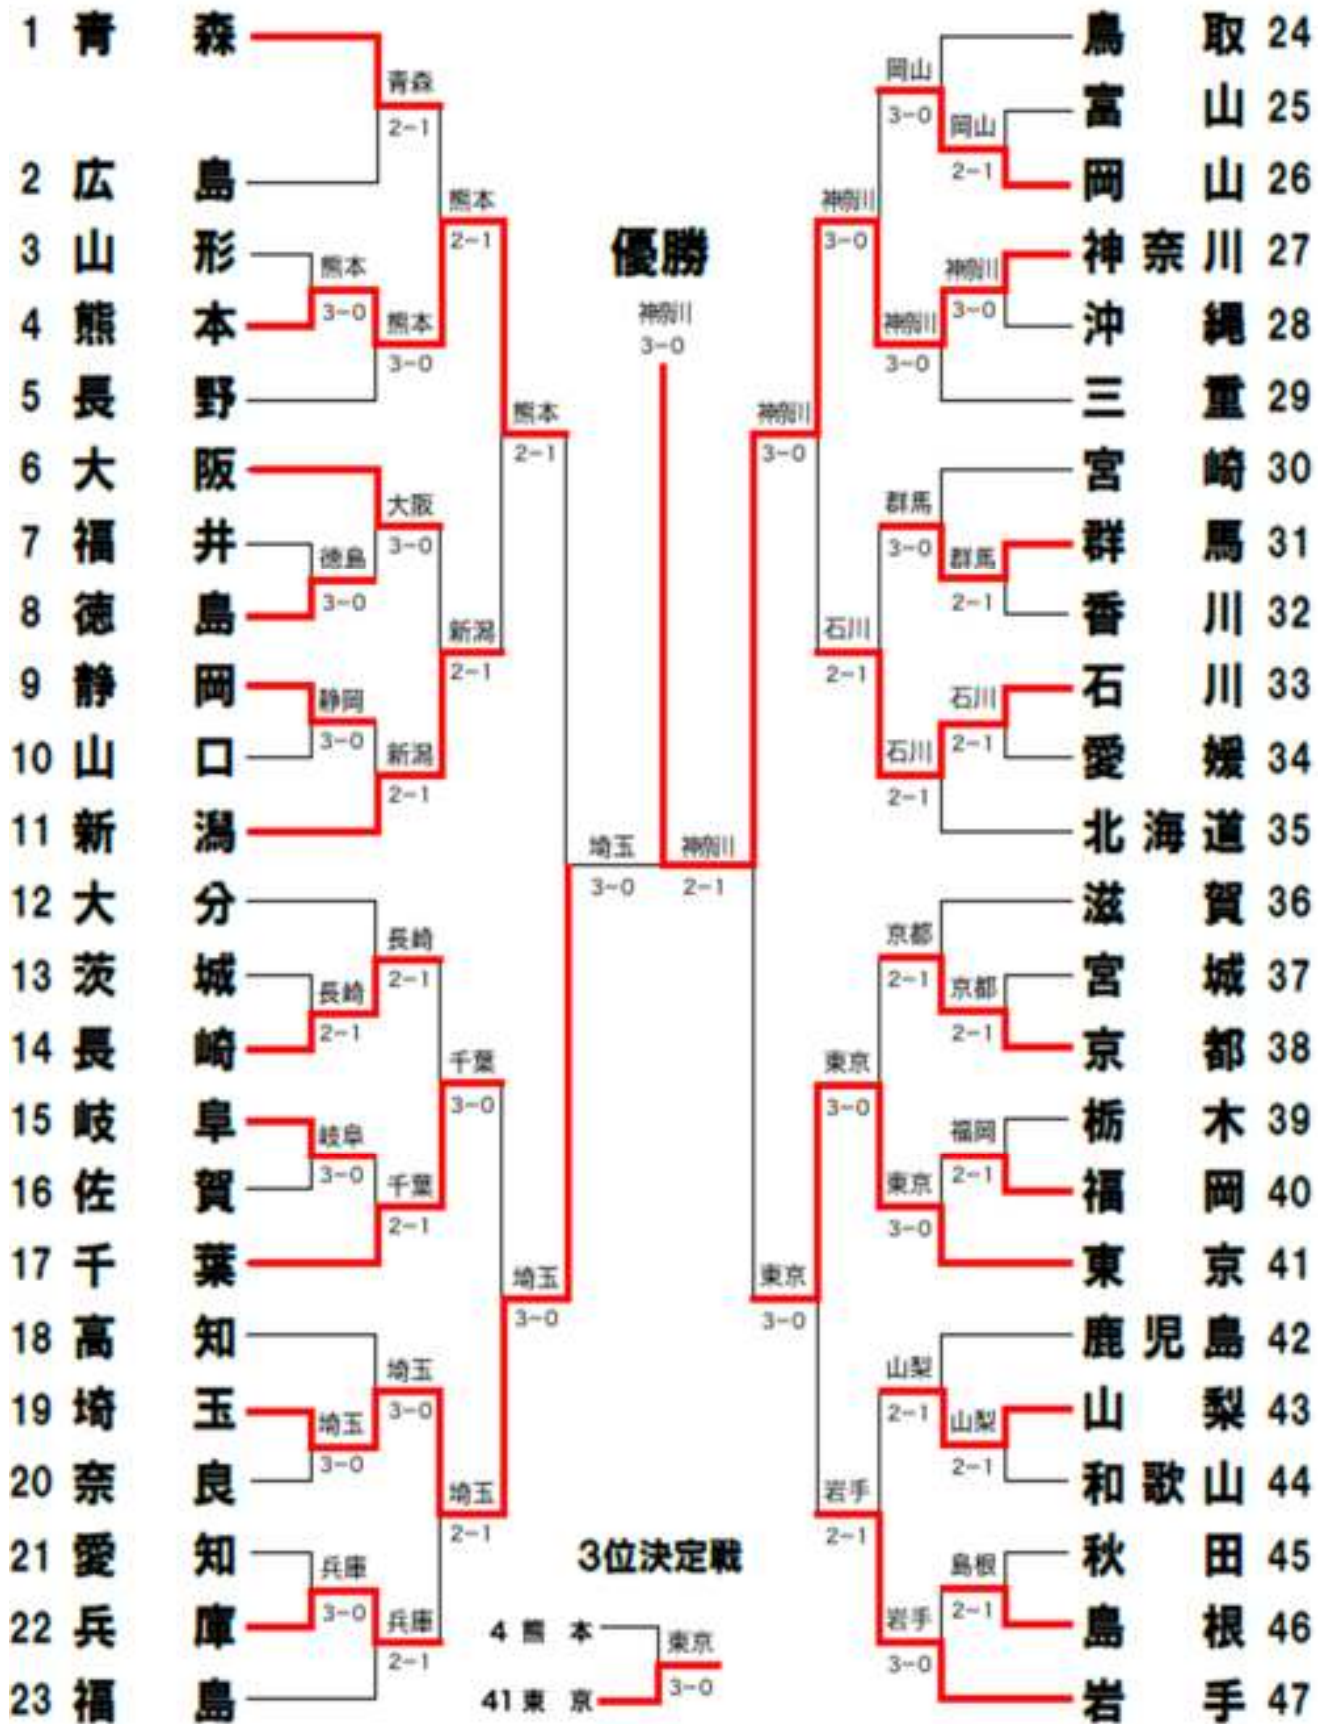 1 青森
2 広島
3 山形
4 熊本
5 長野
6 大阪
7 福井
8 徳島
9 静岡
10 山口
11 新潟
12 大分
13 茨城
14 長崎
15 岐阜
16 佐賀
17 千葉
18 高知
19 埼玉
20 奈良
21 愛知
22 兵庫
23 福島
熊本
3-0
徳島
3-0
静岡
3-0
長崎
2-1
岐阜
3-0
埼玉
3-0
兵庫
3-0
青森
2-1
熊本
3-0
大阪
3-0
新潟
2-1
長崎
2-1
千葉
2-1
埼玉
3-0
兵庫
2-1
熊本
2-1
新潟
2-1
千葉
3-0
埼玉
2-1
熊本
2-1
埼玉
3-0
埼玉
3-0
優勝
神奈川
3-0
神奈川
2-1
神奈川
3-0
東京
3-0
神奈川
3-0
石川
2-1
東京
3-0
岩手
2-1
岡山
3-0
神奈川
3-0
群馬
3-0
石川
2-1
京都
2-1
東京
3-0
山梨
2-1
岩手
3-0
岡山
2-1
神奈川
3-0
群馬
2-1
石川
2-1
京都
2-1
福岡
2-1
山梨
2-1
島根
2-1
鳥取 24
富山 25
岡山 26
神奈川 27
沖縄 28
三重 29
宮崎 30
群馬 31
香川 32
石川 33
愛媛 34
北海道 35
滋賀 36
宮城 37
京都 38
栃木 39
福岡 40
東京 41
鹿児島 42
山梨 43
和歌山 44
秋田 45
島根 46
岩手 47
3位決定戦
4 熊本
41 東京
東京
3-0